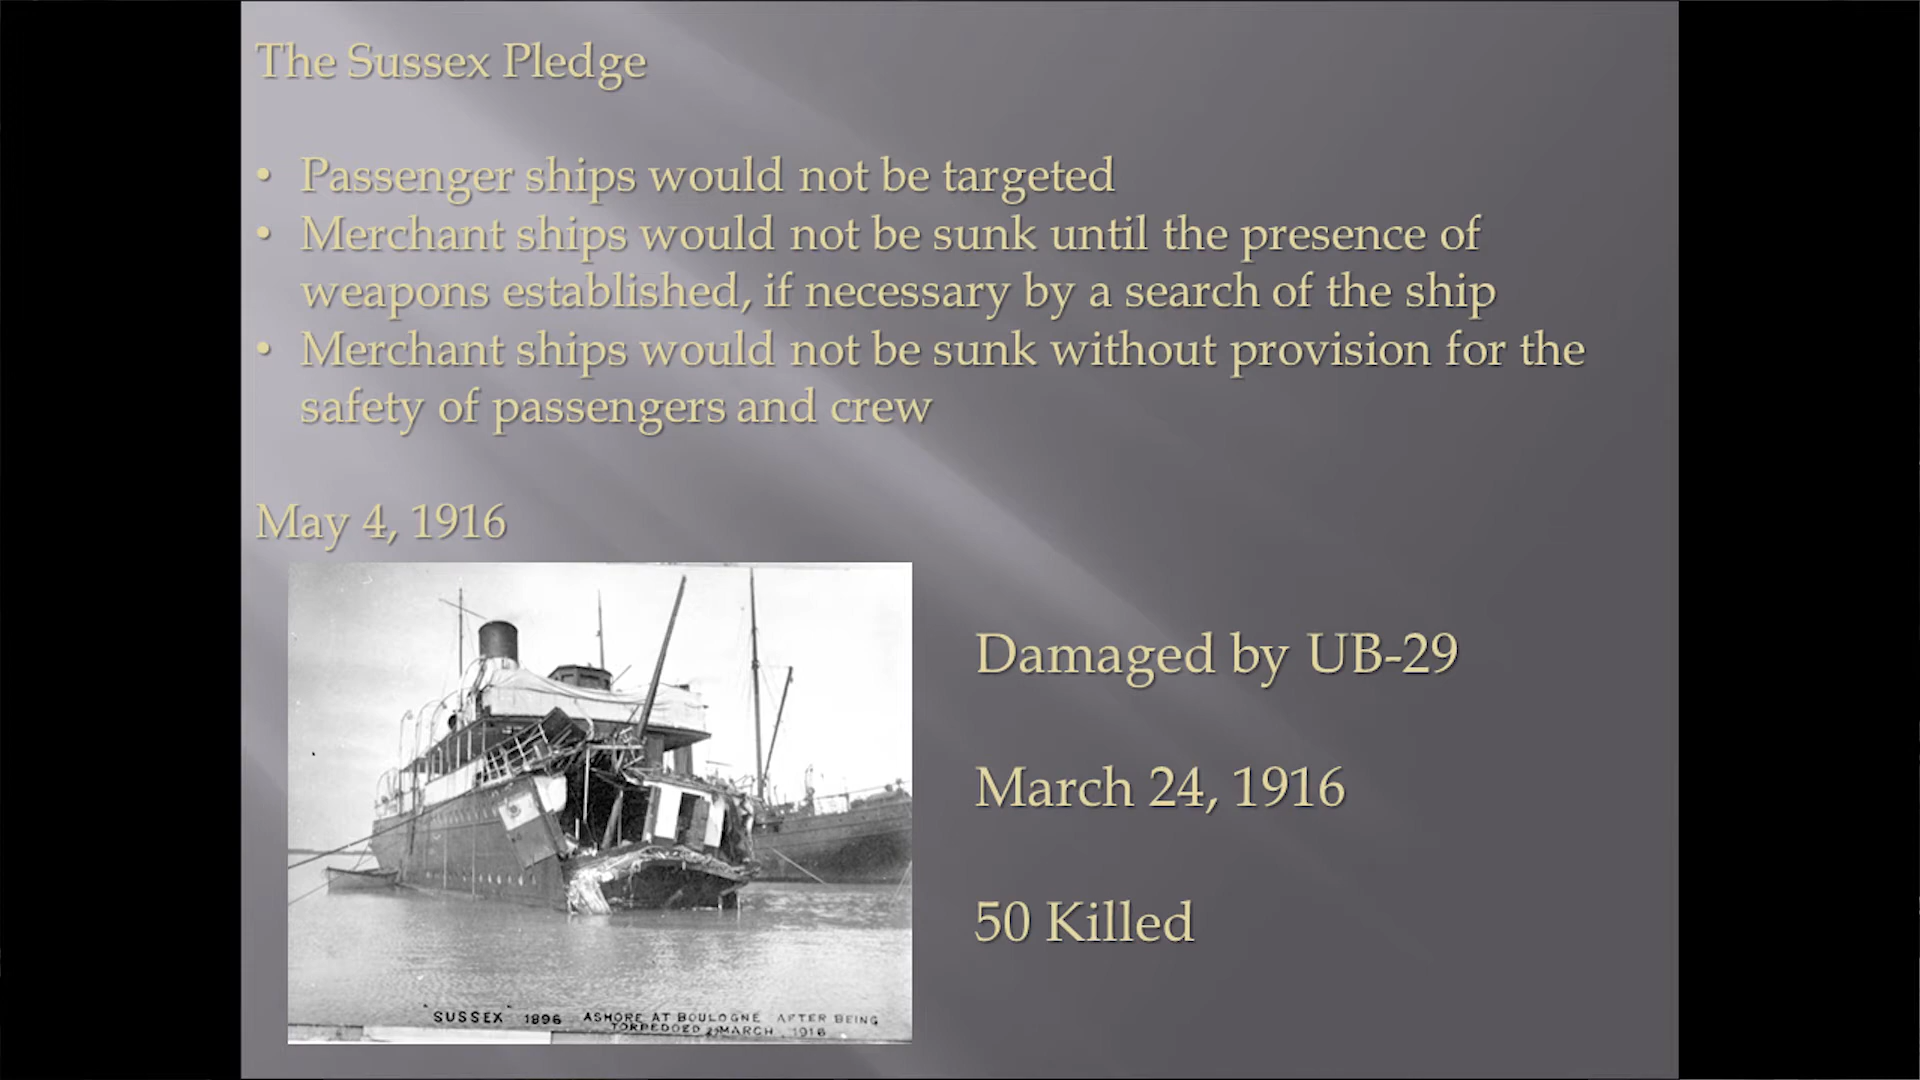 The Sussex Pledge
• Passenger ships would not be targeted
• Merchant ships would not be sunk until the presence of
weapons established, if necessary by a search of the ship
• Merchant ships would not be sunk without provision for the
safety of passengers and crew
May 4, 1916
Damaged by UB-29
March 24, 1916
50 Killed
"SUSSEX" 1896 ASHORE AT BOULOGNE AFTER BEING
TORPEDOED 24 MARCH 1916